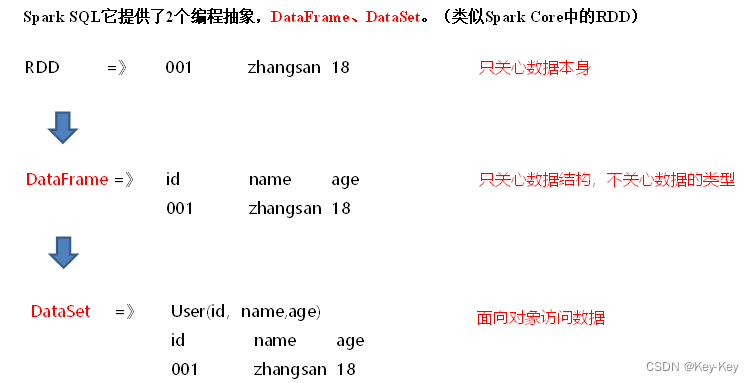 Spark SQL它提供了2个编程抽象，DataFrame、DataSet。（类似Spark Core中的RDD）
RDD =》 001 zhangsan 18 只关心数据本身
DataFrame =》 id name age 只关心数据结构，不关心数据的类型
001 zhangsan 18
DataSet =》 User(id, name,age) 面向对象访问数据
id name age
001 zhangsan 18
CSDN @Key-Key